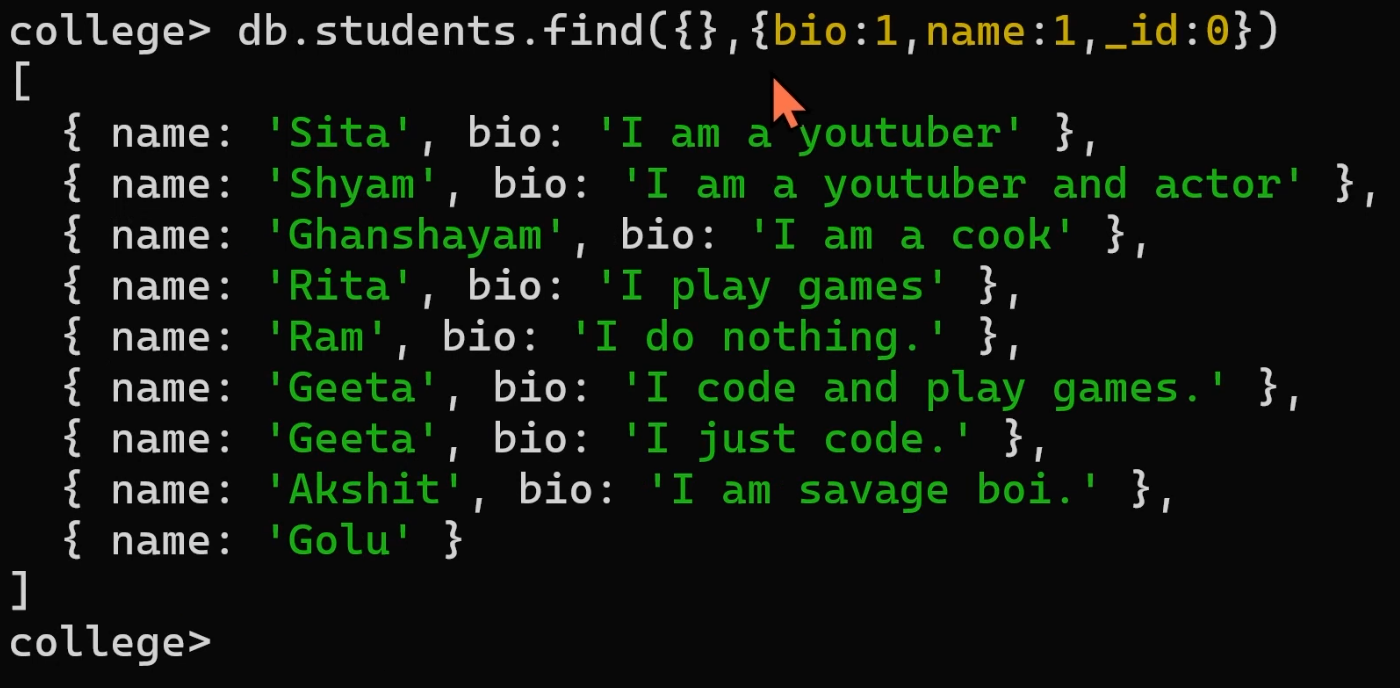 college> db.students.find({},{bio:1,name:1,_id:0})
[
  { name: 'Sita', bio: 'I am a youtuber' },
  { name: 'Shyam', bio: 'I am a youtuber and actor' },
  { name: 'Ghanshayam', bio: 'I am a cook' },
  { name: 'Rita', bio: 'I play games' },
  { name: 'Ram', bio: 'I do nothing.' },
  { name: 'Geeta', bio: 'I code and play games.' },
  { name: 'Geeta', bio: 'I just code.' },
  { name: 'Akshit', bio: 'I am savage boi.' },
  { name: 'Golu' }
]
college>